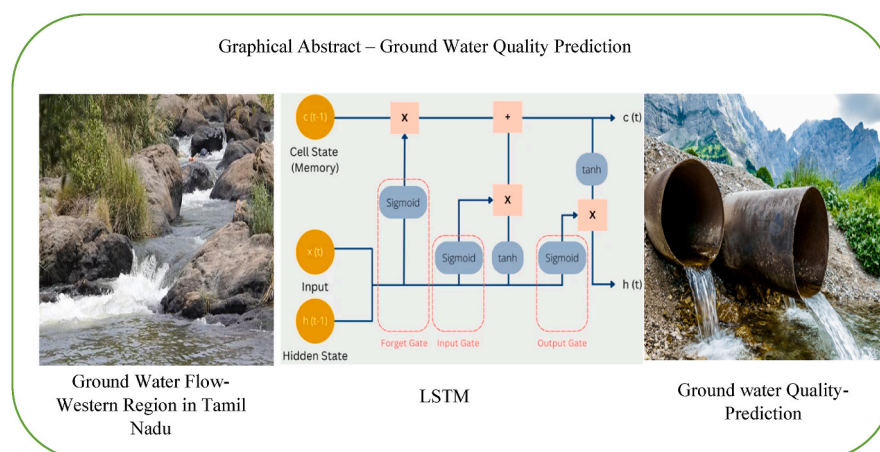 Graphical Abstract – Ground Water Quality Prediction
c (t-1)
X
+
c (t)
Cell State
(Memory)
tanh
Sigmoid
X
X
x (t)
Sigmoid
tanh
Sigmoid
Input
h (t)
h (t-1)
Hidden State
Forget Gate
Input Gate
Output Gate
Ground Water Flow-
Western Region in Tamil
Nadu
LSTM
Ground water Quality-
Prediction